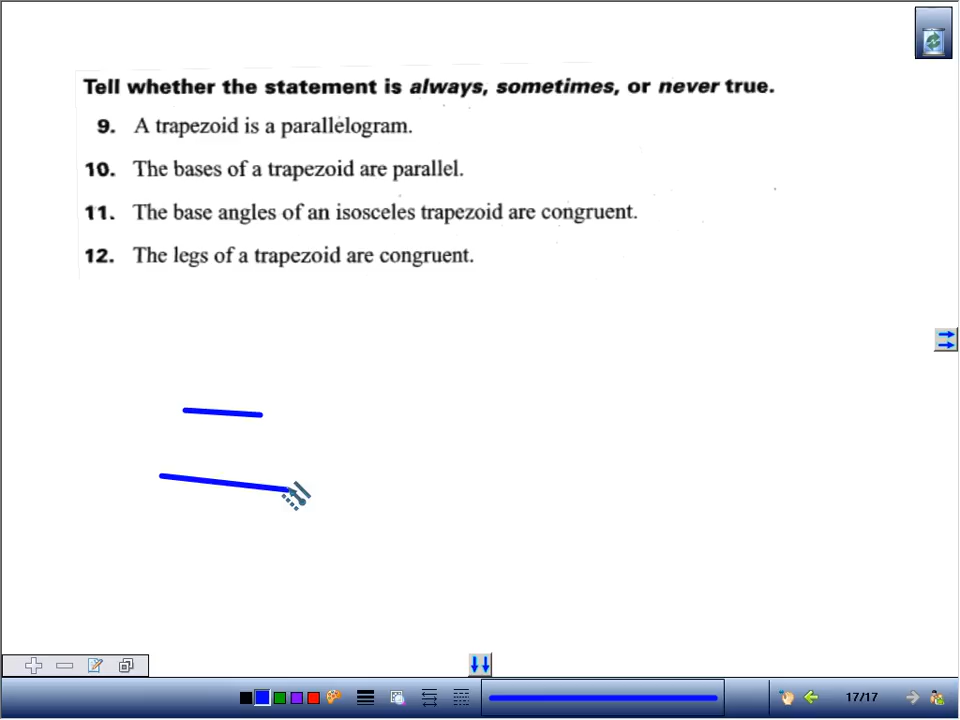 Tell whether the statement is always, sometimes, or never true.
9. A trapezoid is a parallelogram.
10. The bases of a trapezoid are parallel.
11. The base angles of an isosceles trapezoid are congruent.
12. The legs of a trapezoid are congruent.
17/17